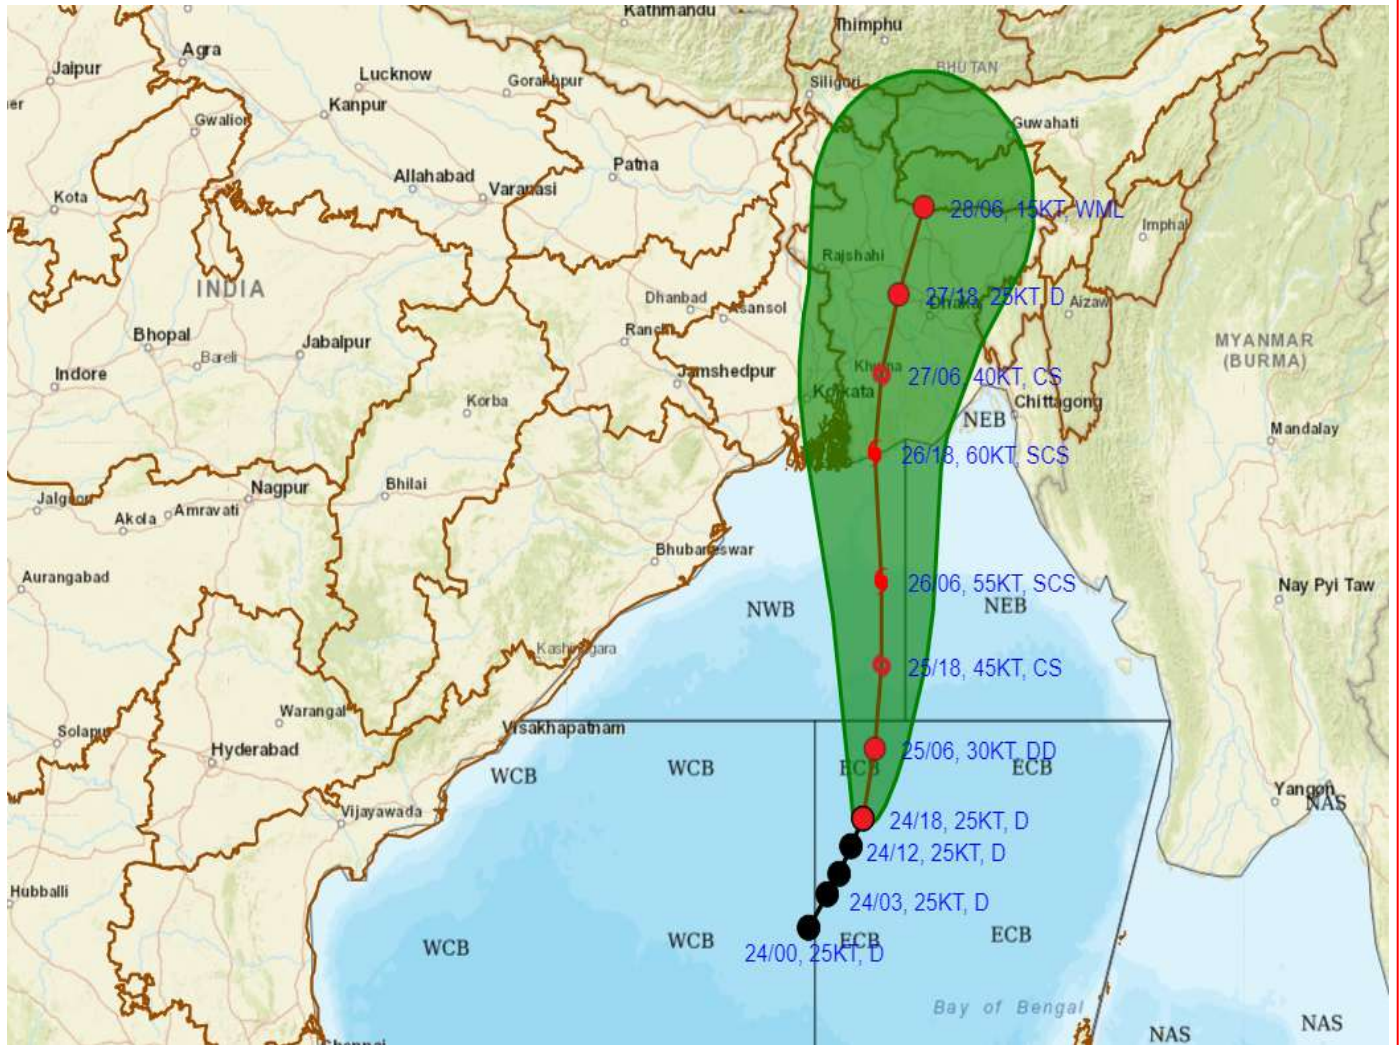 Kathmandu
Thimphu
Agra
BHUTAN
Jaipur
Lucknow
Gorakhpur
Siliguri
er
Kanpur
Gwalior
Guwahati
Patna
Allahabad
Varanasi
Kota
28/06, 15KT, WML
Imphal
Rajshahi
INDIA
Dhanbad
27/18, 25KT, D
Dhaka
Aizaw
Asansol
Ranchi
Bhopal
Jabalpur
MYANMAR
(BURMA)
Bareli
Khulna
Indore
Jamshedpur
27/06, 40KT, CS
Kolkata
Korba
Chittagong
NEB
Mandalay
26/18, 60KT, SCS
Nagpur
Bhilai
Jalgaon
Amravati
Akola
Bhubaneswar
Aurangabad
26/06, 55KT, SCS
Nay Pyi Taw
NWB
NEB
25/18, 45KT, CS
Warangal
Solapur
Visakhapatnam
Hyderabad
25/06, 30KT, DD
WCB
WCB
ECB
ECB
Yangon
NAS
Vijayawada
24/18, 25KT, D
24/12, 25KT, D
Hubballi
24/03, 25KT, D
WCB
WCB
ECB
ECB
24/00, 25KT, D
Bay of Bengal
NAS
NAS
Chennai